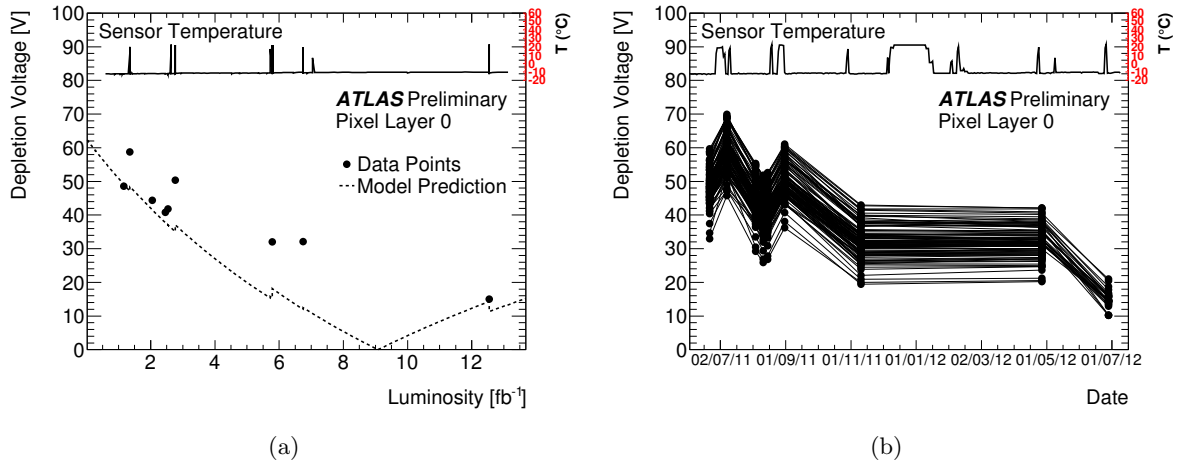 Depletion Voltage [V]
100
90
80
70
60
50
40
30
20
10
0
Sensor Temperature
60
50
40
30
20
10
0
-10
-20
T (°C)
ATLAS Preliminary
Pixel Layer 0
Data Points
Model Prediction
2 4 6 8 10 12
Luminosity [fb-1]
(a)
Depletion Voltage [V]
100
90
80
70
60
50
40
30
20
10
0
Sensor Temperature
60
50
40
30
20
10
0
-10
-20
T (°C)
ATLAS Preliminary
Pixel Layer 0
02/07/11 01/09/11 01/11/11 01/01/12 02/03/12 01/05/12 01/07/12
Date
(b)